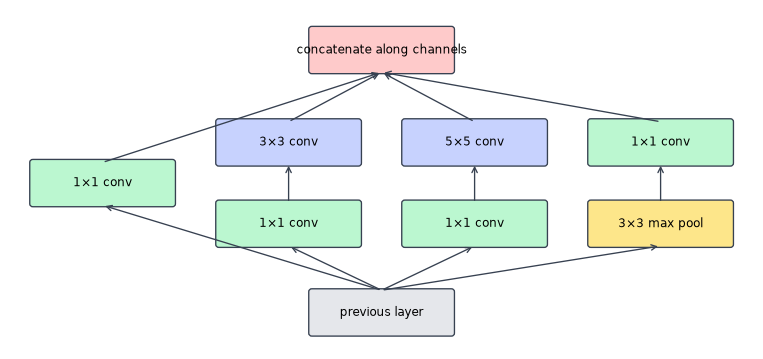 concatenate along channels
3×3 conv
5×5 conv
1×1 conv
1×1 conv
1×1 conv
1×1 conv
3×3 max pool
previous layer